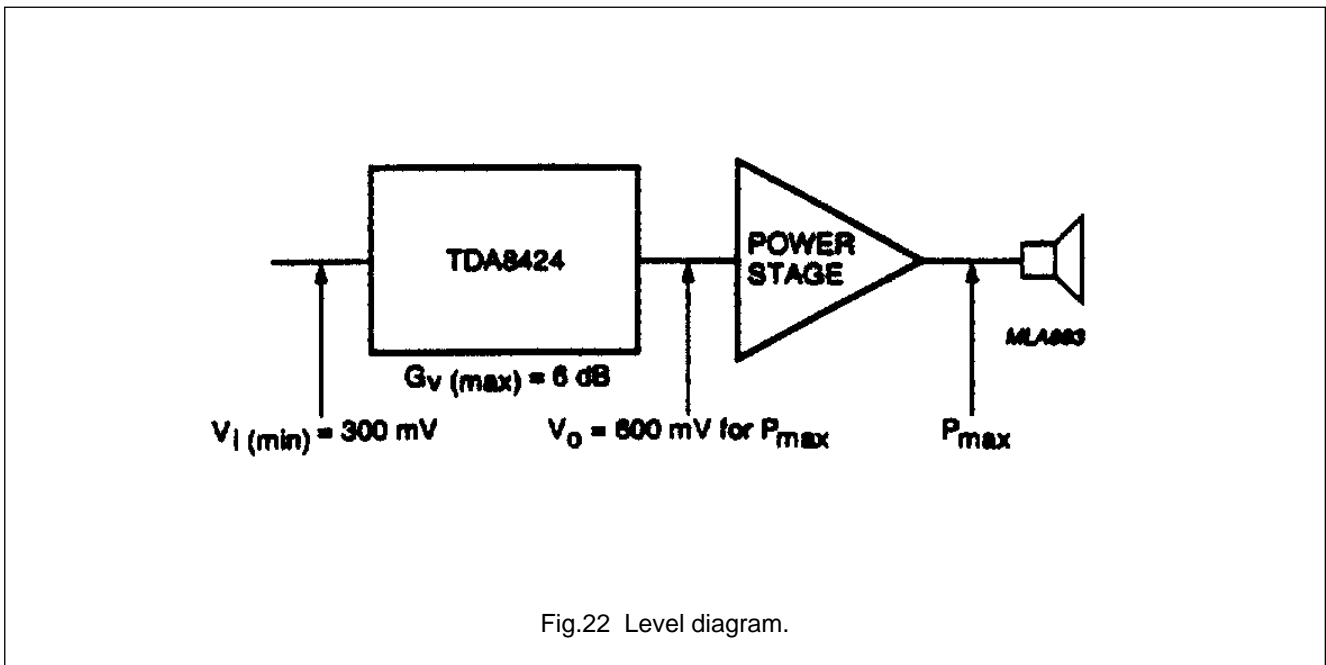 TDA8424
POWER
STAGE
MLA663
Gv (max) = 6 dB
Vi (min) = 300 mV
Vo = 600 mV for Pmax
Pmax
Fig.22 Level diagram.